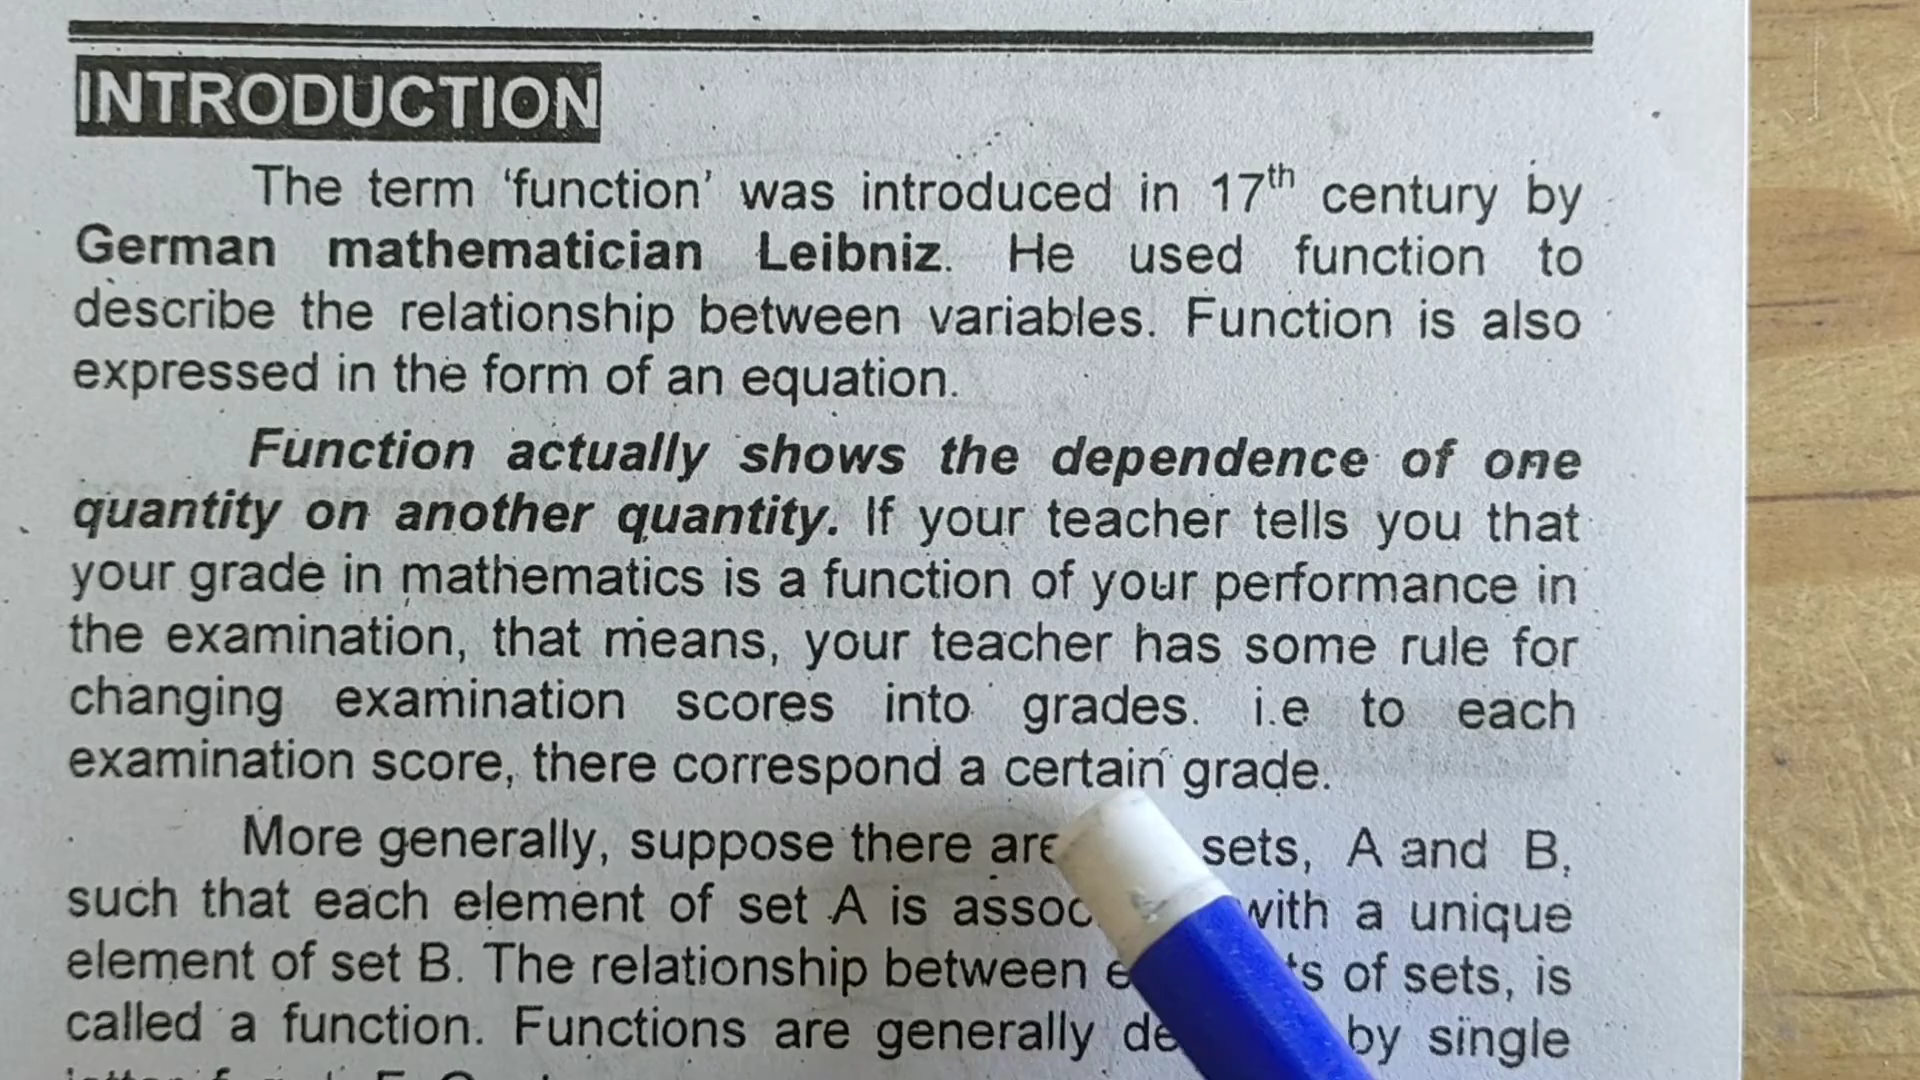 INTRODUCTION
The term ‘function’ was introduced in 17th century by
German mathematician Leibniz. He used function to
describe the relationship between variables. Function is also
expressed in the form of an equation.
Function actually shows the dependence of one
quantity on another quantity. If your teacher tells you that
your grade in mathematics is a function of your performance in
the examination, that means, your teacher has some rule for
changing examination scores into grades. i.e to each
examination score, there correspond a certain grade.
More generally, suppose there are sets, A and B,
such that each element of set A is with a unique
element of set B. The relationship between of sets, is
called a function. Functions are generally by single